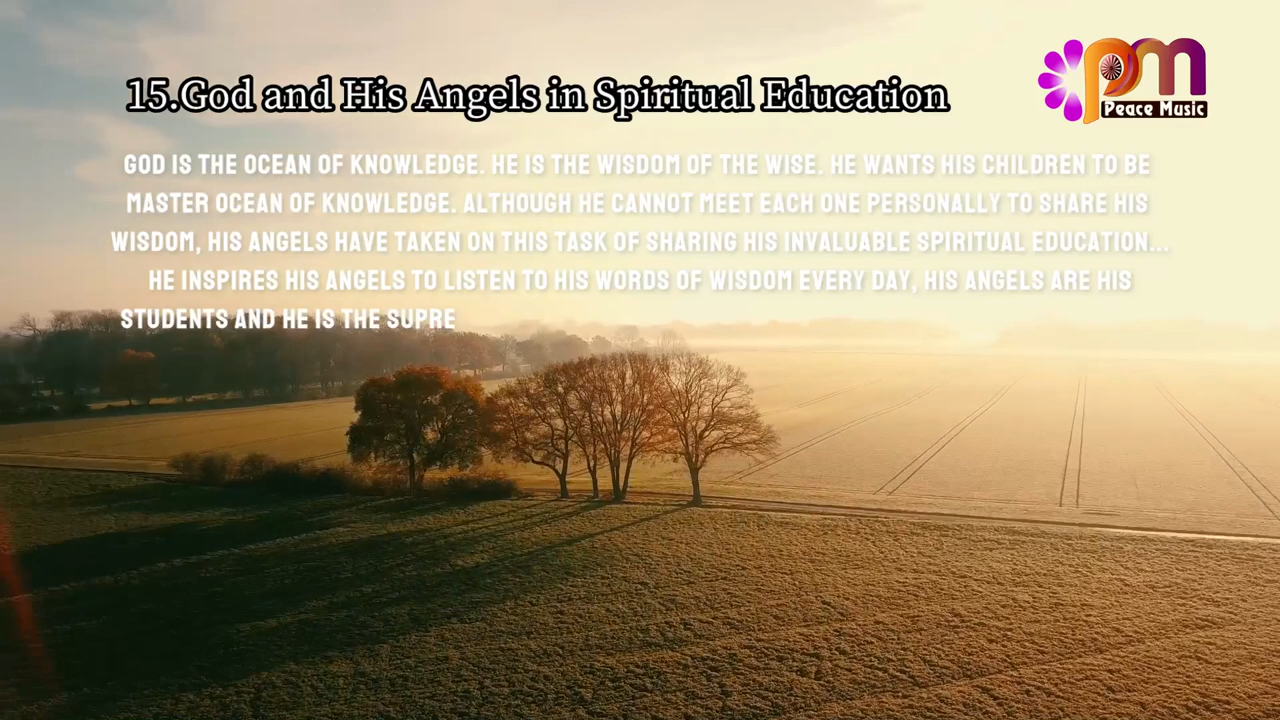 15.God and His Angels in Spiritual Education
pm
Peace Music
GOD IS THE OCEAN OF KNOWLEDGE. HE IS THE WISDOM OF THE WISE. HE WANTS HIS CHILDREN TO BE
MASTER OCEAN OF KNOWLEDGE. ALTHOUGH HE CANNOT MEET EACH ONE PERSONALLY TO SHARE HIS
WISDOM, HIS ANGELS HAVE TAKEN ON THIS TASK OF SHARING HIS INVALUABLE SPIRITUAL EDUCATION...
HE INSPIRES HIS ANGELS TO LISTEN TO HIS WORDS OF WISDOM EVERY DAY, HIS ANGELS ARE HIS
STUDENTS AND HE IS THE SUPRE